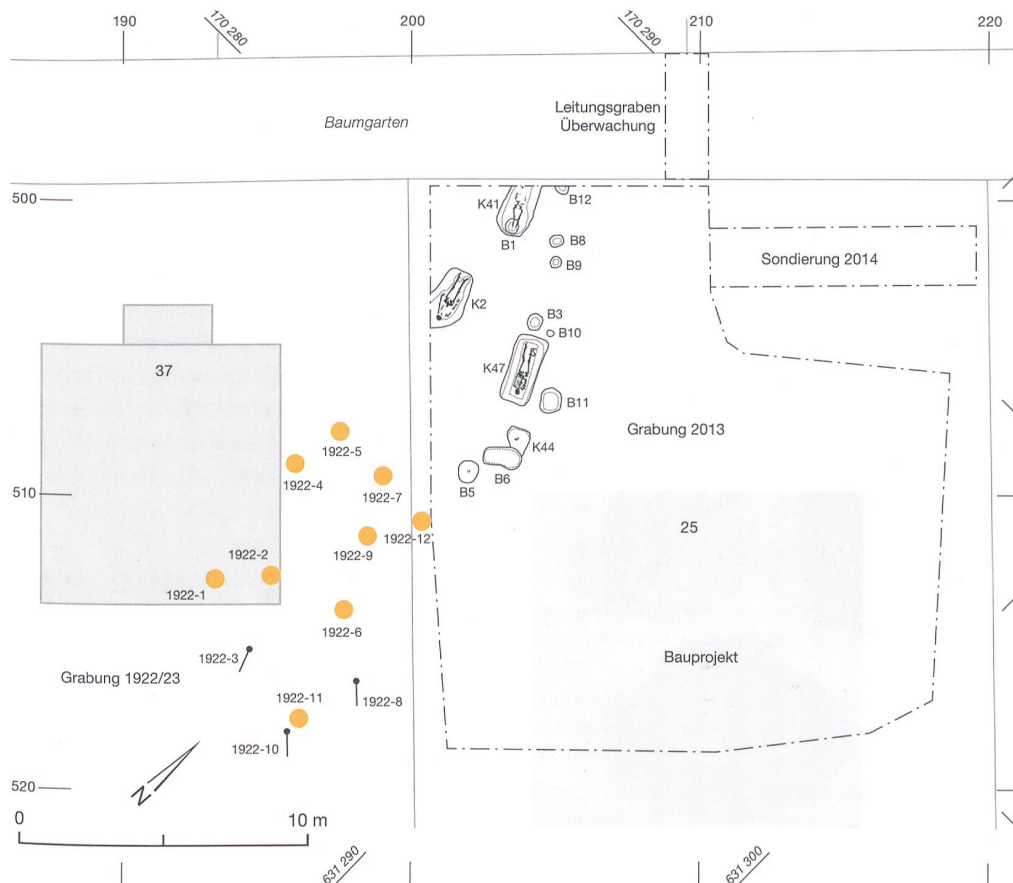 190
170 280
200
170 290
210
220
Leitungsgraben
Überwachung
Baumgarten
500
K41
B12
B1
B8
B9
Sondierung 2014
K2
B3
B10
37
K47
B11
1922-5
Grabung 2013
K44
1922-4
1922-7
B6
B5
510
25
1922-12
1922-9
1922-2
1922-1
1922-6
1922-3
Bauprojekt
Grabung 1922/23
1922-11
1922-8
1922-10
N
520
0
10 m
631 290
631 300